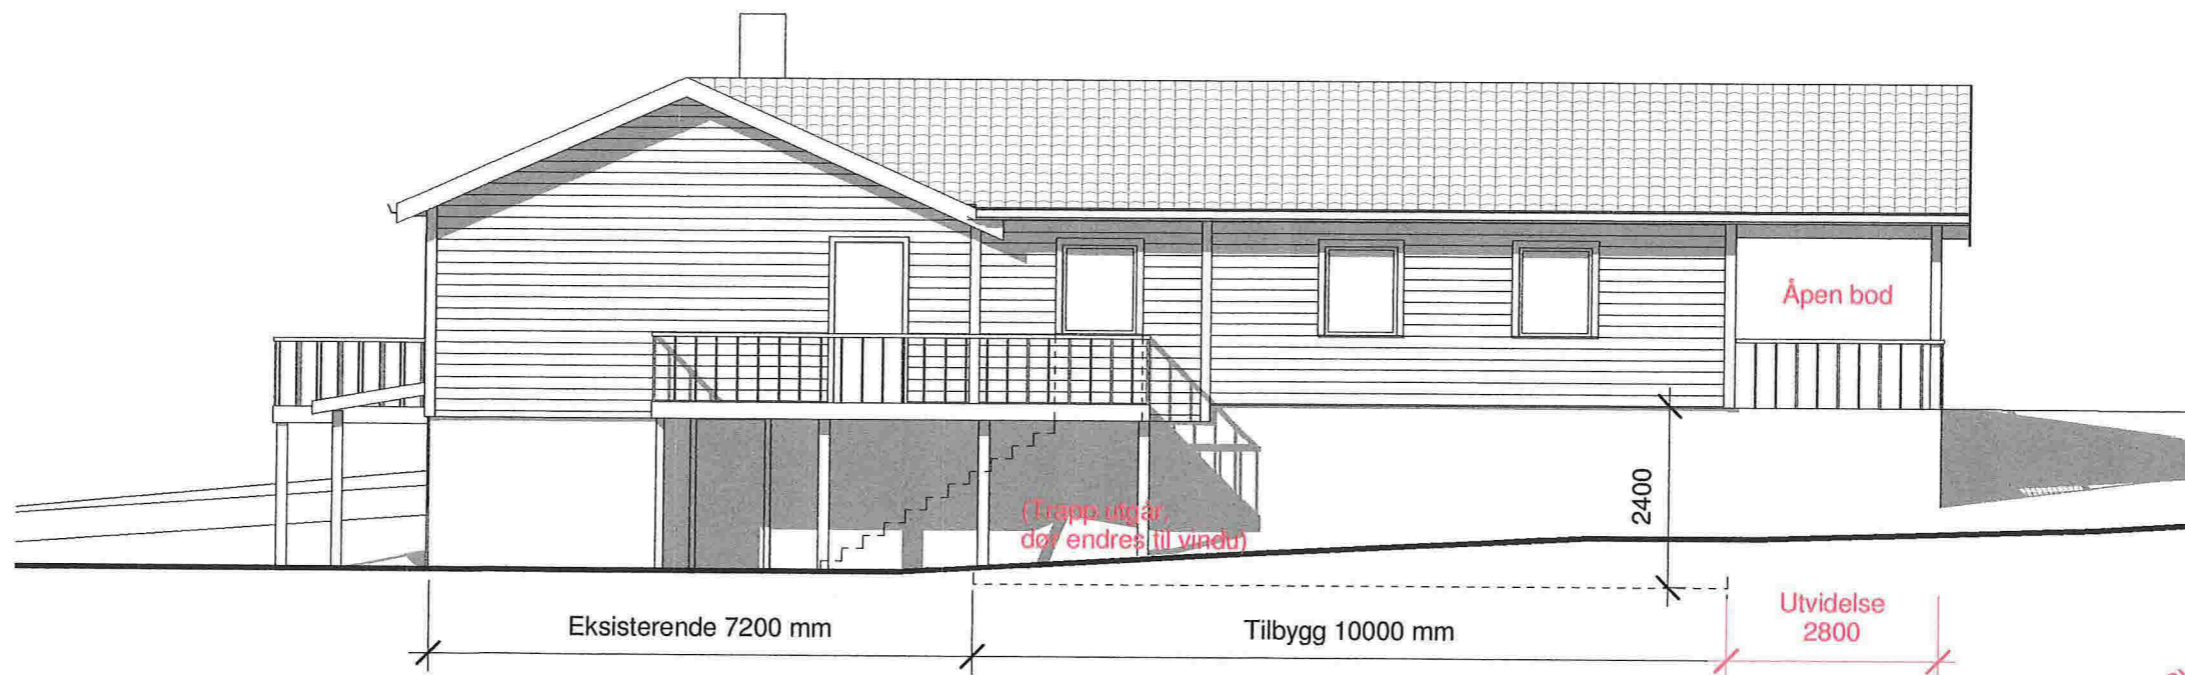 Åpen bod
2400
(Trapp utgår,
dør endres til vindu)
Eksisterende 7200 mm
Tilbygg 10000 mm
Utvidelse
2800